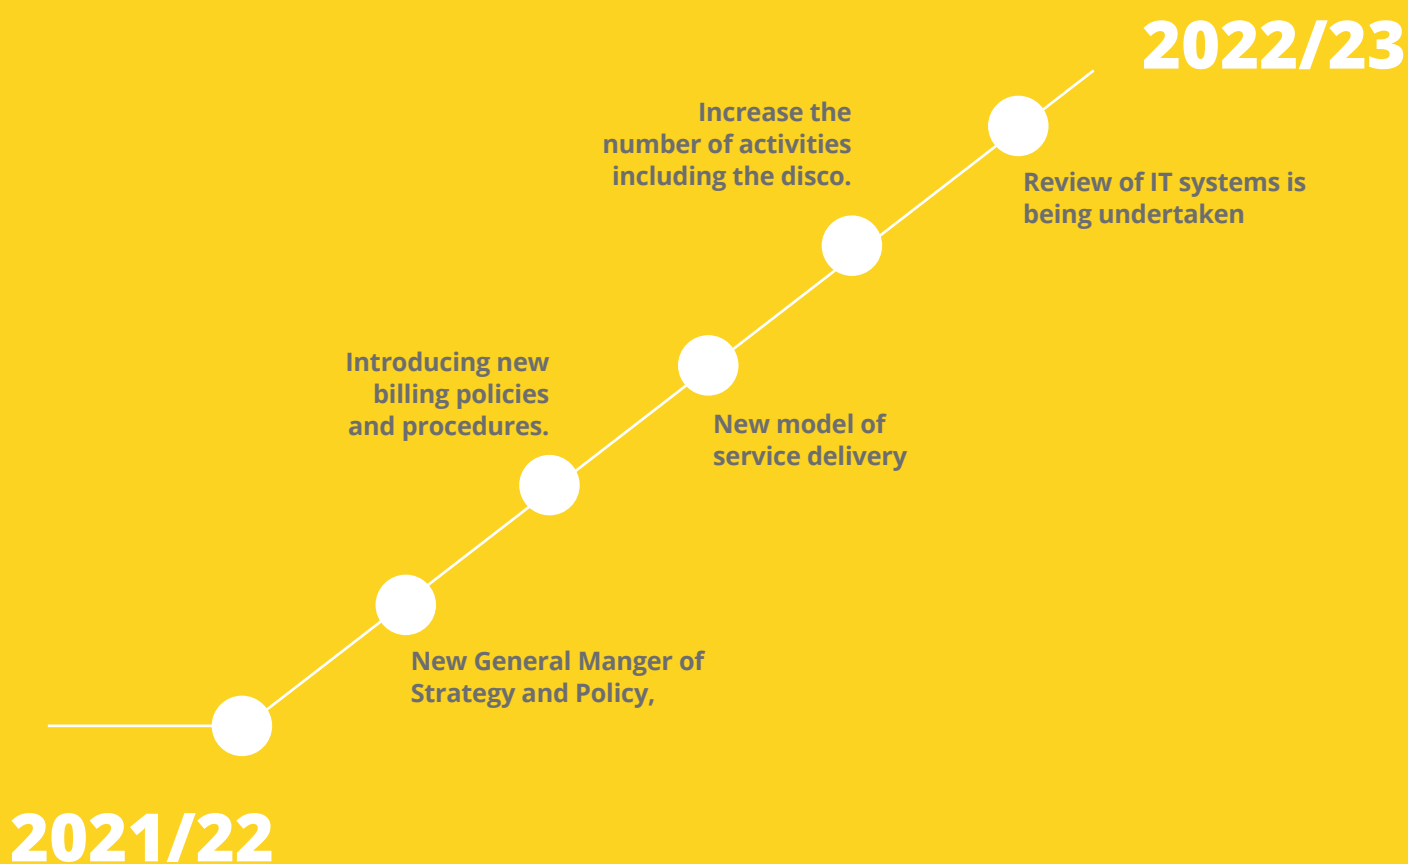 2022/23
Increase the
number of activities
including the disco.
Review of IT systems is
being undertaken
Introducing new
billing policies
and procedures.
New model of
service delivery
New General Manger of
Strategy and Policy,
2021/22